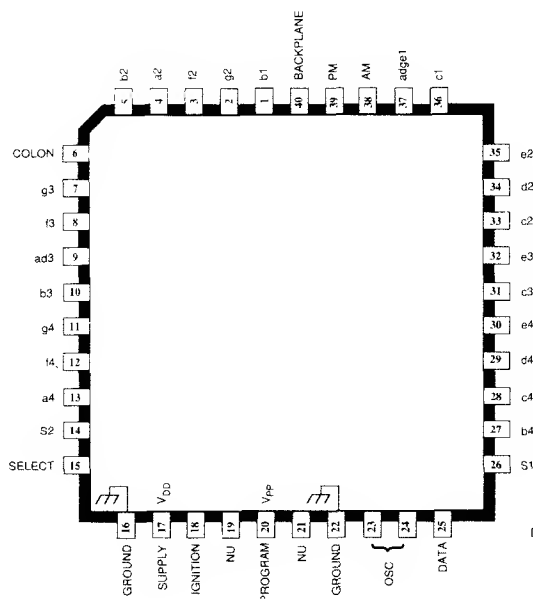 b2 a2 f2 g2 b1 BACKPLANE PM AM adge1 c1
5 4 3 2 1 40 39 38 37 36
COLON 6 35 e2
g3 7 34 d2
f3 8 33 c2
ad3 9 32 e3
b3 10 31 c3
g4 11 30 e4
f4 12 29 d4
a4 13 28 c4
S2 14 27 b4
SELECT 15 26 S1
VDD VPP
16 17 18 19 20 21 22 23 24 25
GROUND SUPPLY IGNITION NU PROGRAM NU GROUND OSC DATA